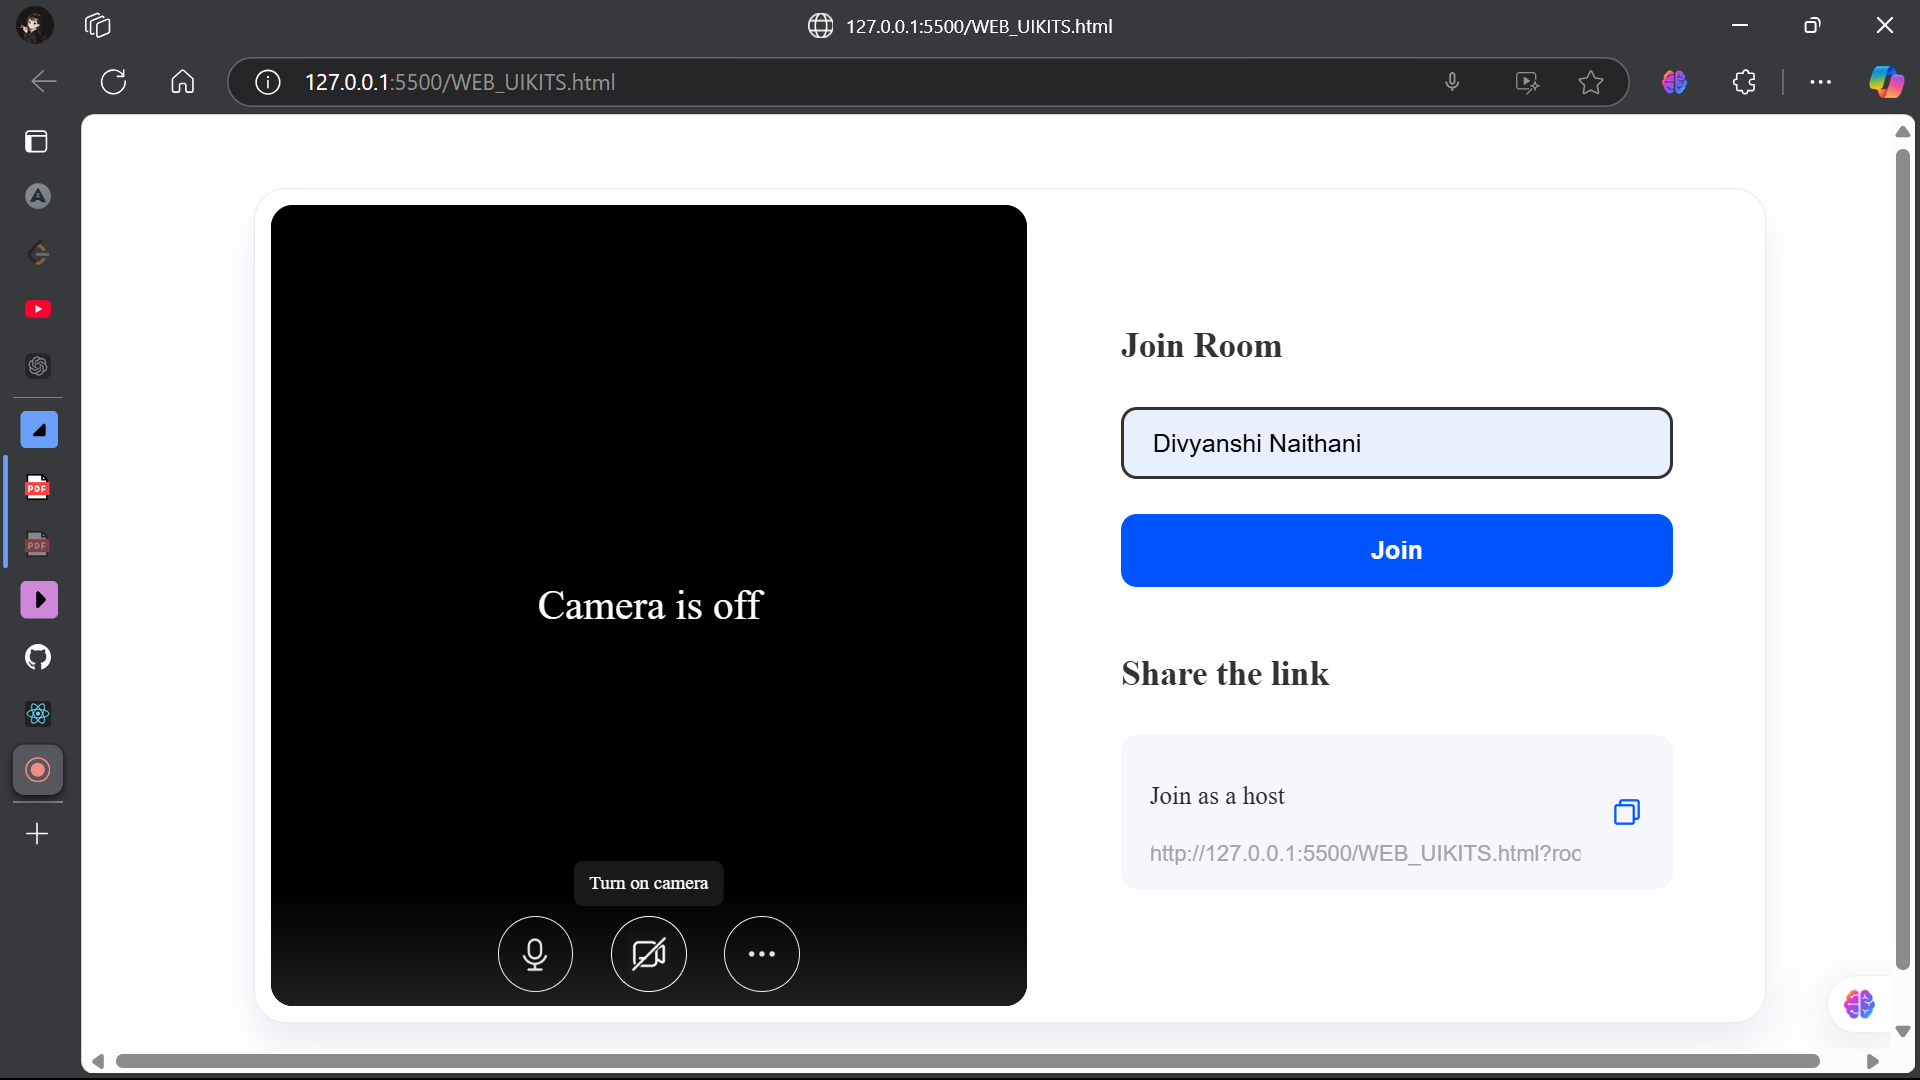 127.0.0.1:5500/WEB_UIKITS.html
127.0.0.1:5500/WEB_UIKITS.html
PDF
PDF
Camera is off
Turn on camera
Join Room
Divyanshi Naithani
Join
Share the link
Join as a host
http://127.0.0.1:5500/WEB_UIKITS.html?roo